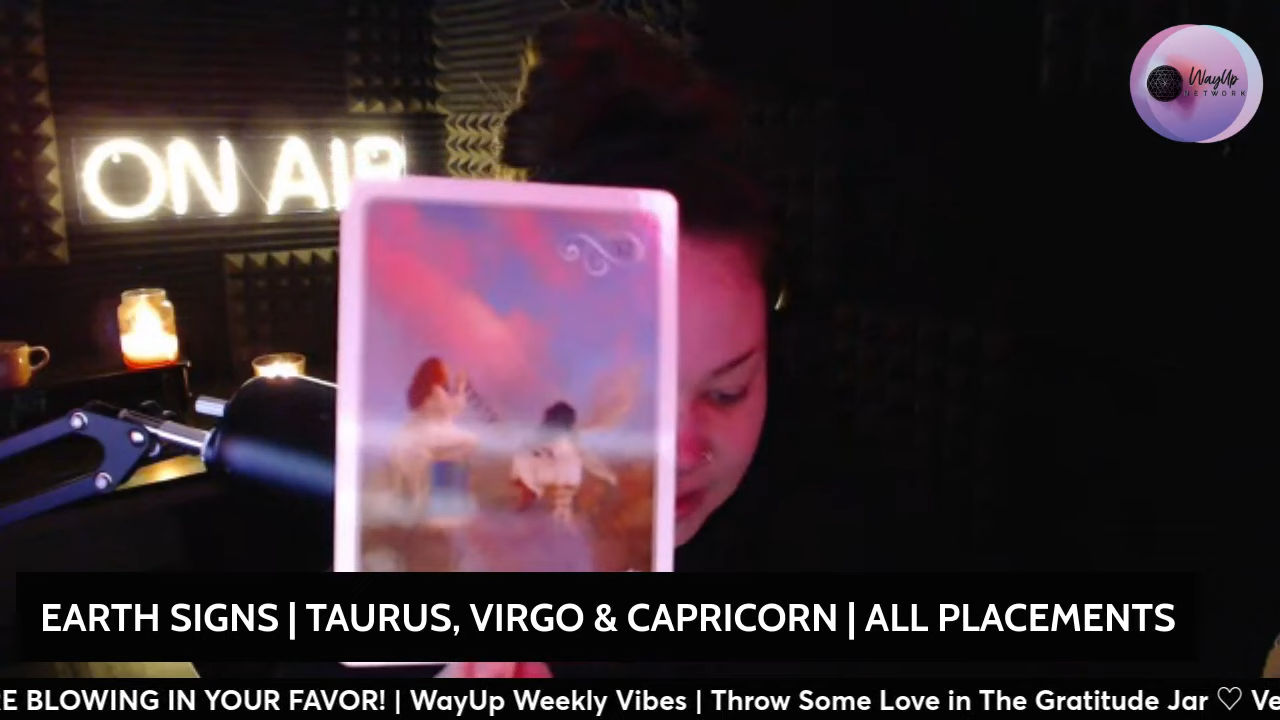 WayUp
NETWORK
ON AIR
EARTH SIGNS | TAURUS, VIRGO & CAPRICORN | ALL PLACEMENTS
RE BLOWING IN YOUR FAVOR! | WayUp Weekly Vibes | Throw Some Love in The Gratitude Jar ♡ Ve